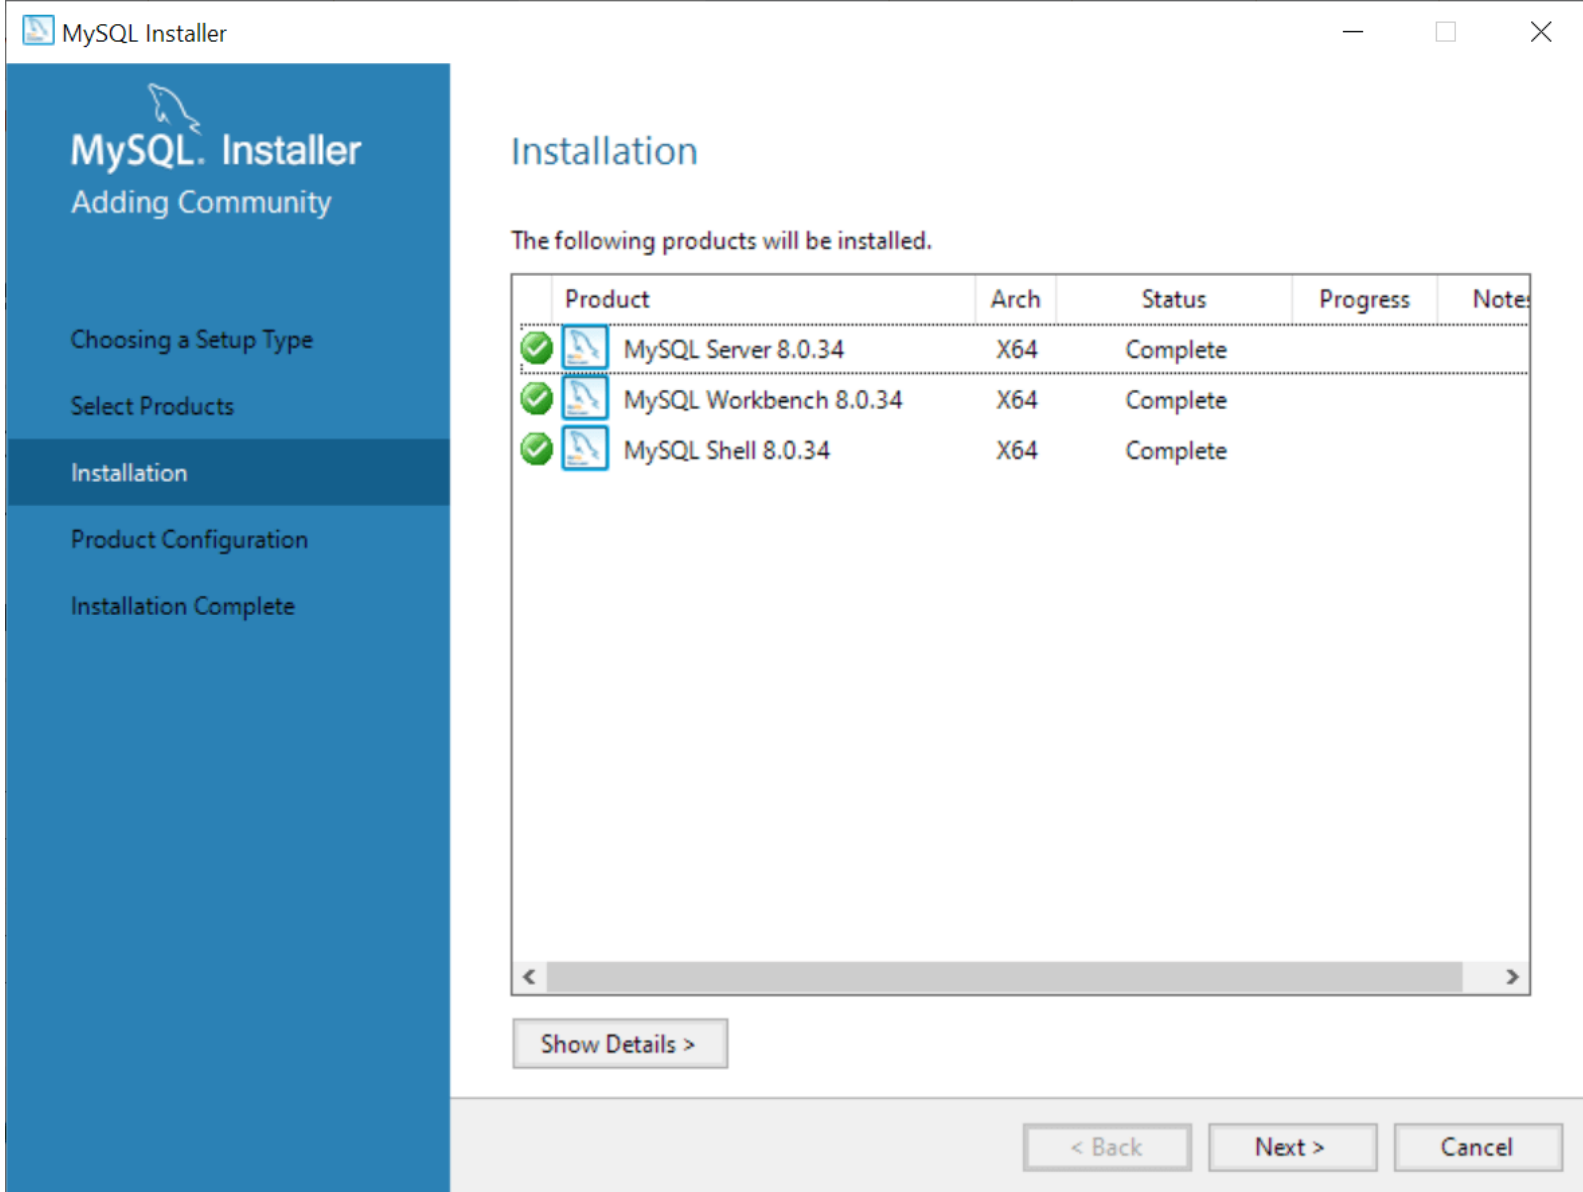 MySQL Installer
MySQL. Installer
Adding Community
Choosing a Setup Type
Select Products
Installation
Product Configuration
Installation Complete
Installation
The following products will be installed.
Product Arch Status Progress Notes
MySQL Server 8.0.34 X64 Complete
MySQL Workbench 8.0.34 X64 Complete
MySQL Shell 8.0.34 X64 Complete
Show Details >
< Back Next > Cancel